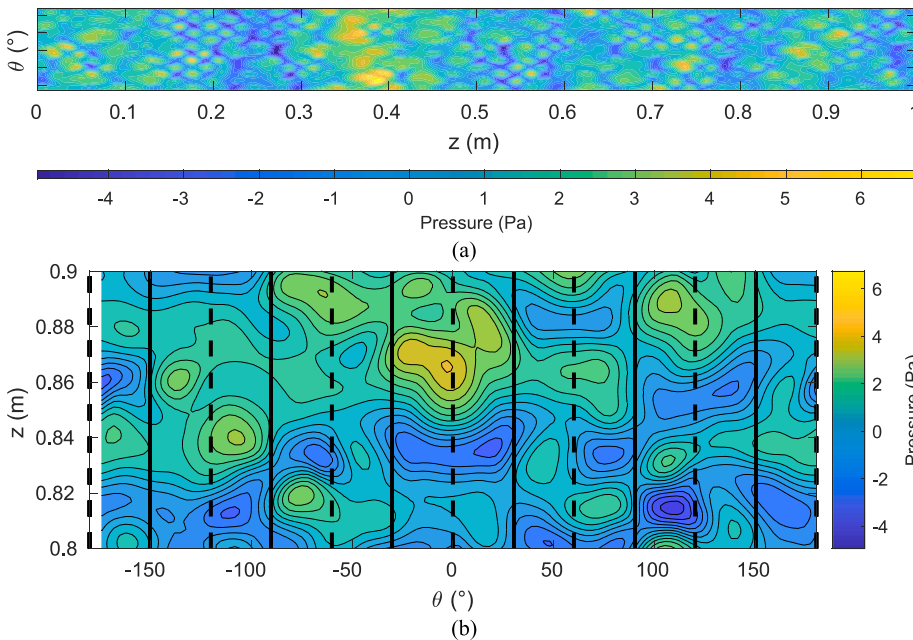 θ (°)
0 0.1 0.2 0.3 0.4 0.5 0.6 0.7 0.8 0.9 1
z (m)
-4 -3 -2 -1 0 1 2 3 4 5 6
Pressure (Pa)
(a)
0.9
0.88
0.86
0.84
0.82
0.8
z (m)
-150 -100 -50 0 50 100 150
θ (°)
6
4
2
0
-2
-4
Pressure (Pa)
(b)